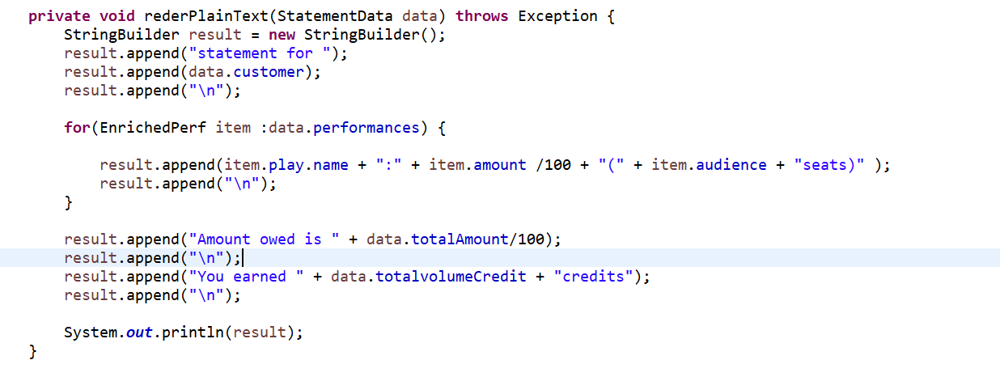 private void rederPlainText(StatementData data) throws Exception {
    StringBuilder result = new StringBuilder();
    result.append("statement for ");
    result.append(data.customer);
    result.append("\n");

    for(EnrichedPerf item :data.performances) {

        result.append(item.play.name + ":" + item.amount /100 + "(" + item.audience + "seats)" );
        result.append("\n");
    }

    result.append("Amount owed is " + data.totalAmount/100);
    result.append("\n");
    result.append("You earned " + data.totalvolumeCredit + "credits");
    result.append("\n");

    System.out.println(result);
}